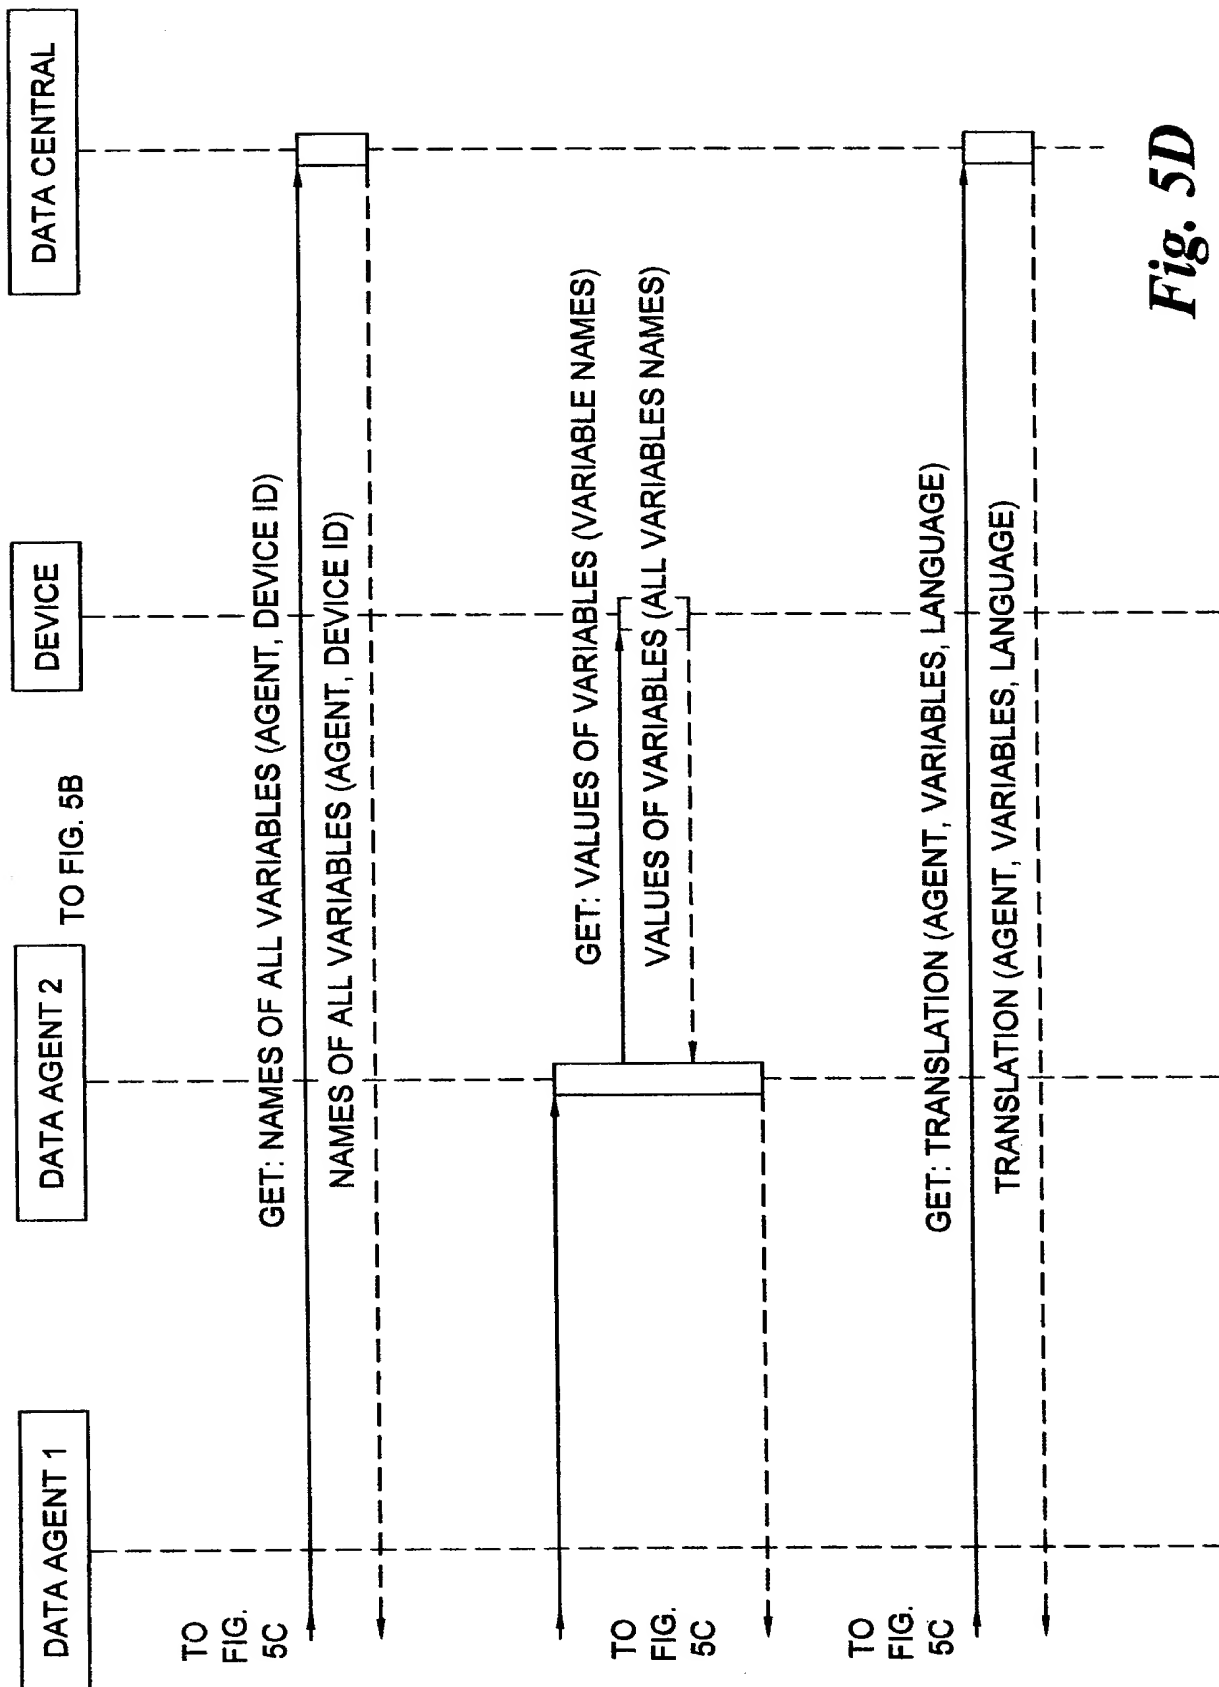 DATA AGENT 1
DATA AGENT 2
TO FIG. 5B
DEVICE
DATA CENTRAL
TO
FIG.
5C
GET: NAMES OF ALL VARIABLES (AGENT, DEVICE ID)
NAMES OF ALL VARIABLES (AGENT, DEVICE ID)
GET: VALUES OF VARIABLES (VARIABLE NAMES)
TO
FIG.
5C
VALUES OF VARIABLES (ALL VARIABLES NAMES)
TO
FIG.
5C
GET: TRANSLATION (AGENT, VARIABLES, LANGUAGE)
TRANSLATION (AGENT, VARIABLES, LANGUAGE)
Fig. 5D